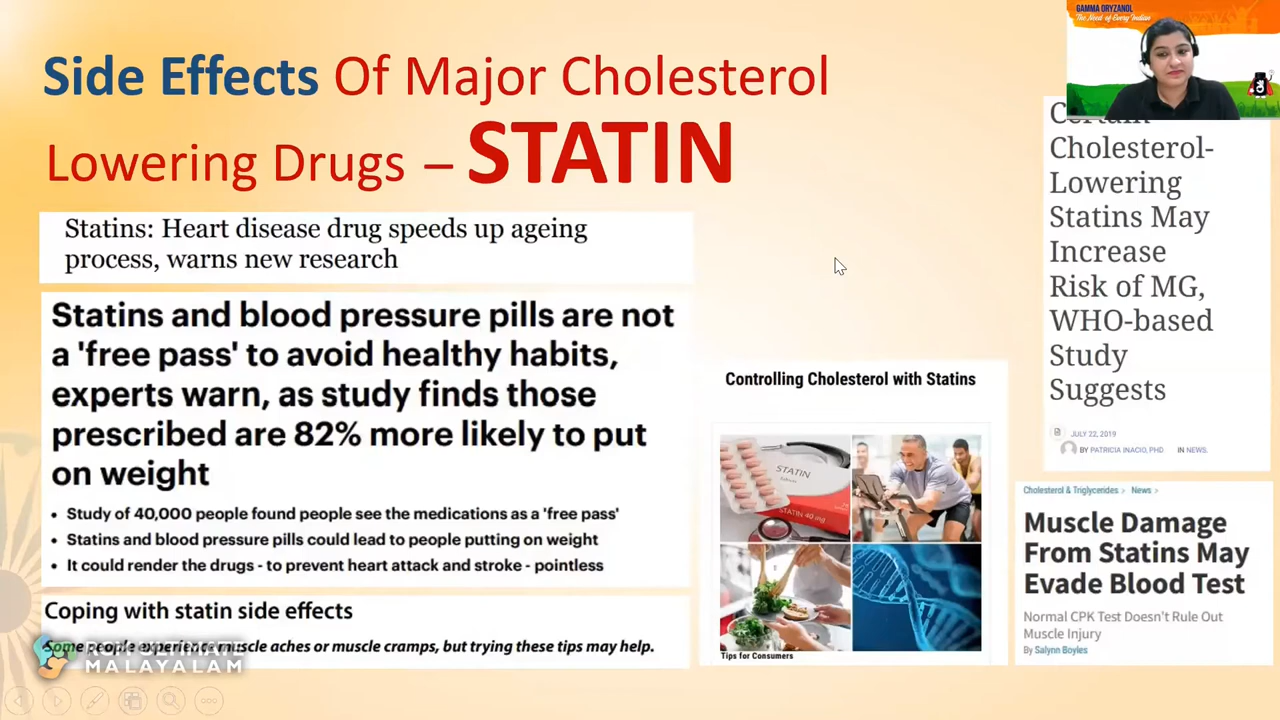 GAMMA ORYZANOL
The Need of Every Indian
Side Effects Of Major Cholesterol
Lowering Drugs – STATIN
Statins: Heart disease drug speeds up ageing
process, warns new research
Statins and blood pressure pills are not
a 'free pass' to avoid healthy habits,
experts warn, as study finds those
prescribed are 82% more likely to put
on weight
• Study of 40,000 people found people see the medications as a 'free pass'
• Statins and blood pressure pills could lead to people putting on weight
• It could render the drugs - to prevent heart attack and stroke - pointless
Coping with statin side effects
Some people experience muscle aches or muscle cramps, but trying these tips may help.
MALAYALAM
Controlling Cholesterol with Statins
STATIN
STATIN 40 mg
Tips for Consumers
Certain
Cholesterol-
Lowering
Statins May
Increase
Risk of MG,
WHO-based
Study
Suggests
JULY 22, 2019
BY PATRICIA INACIO, PHD IN NEWS.
Cholesterol & Triglycerides > News >
Muscle Damage
From Statins May
Evade Blood Test
Normal CPK Test Doesn't Rule Out
Muscle Injury
By Salynn Boyles